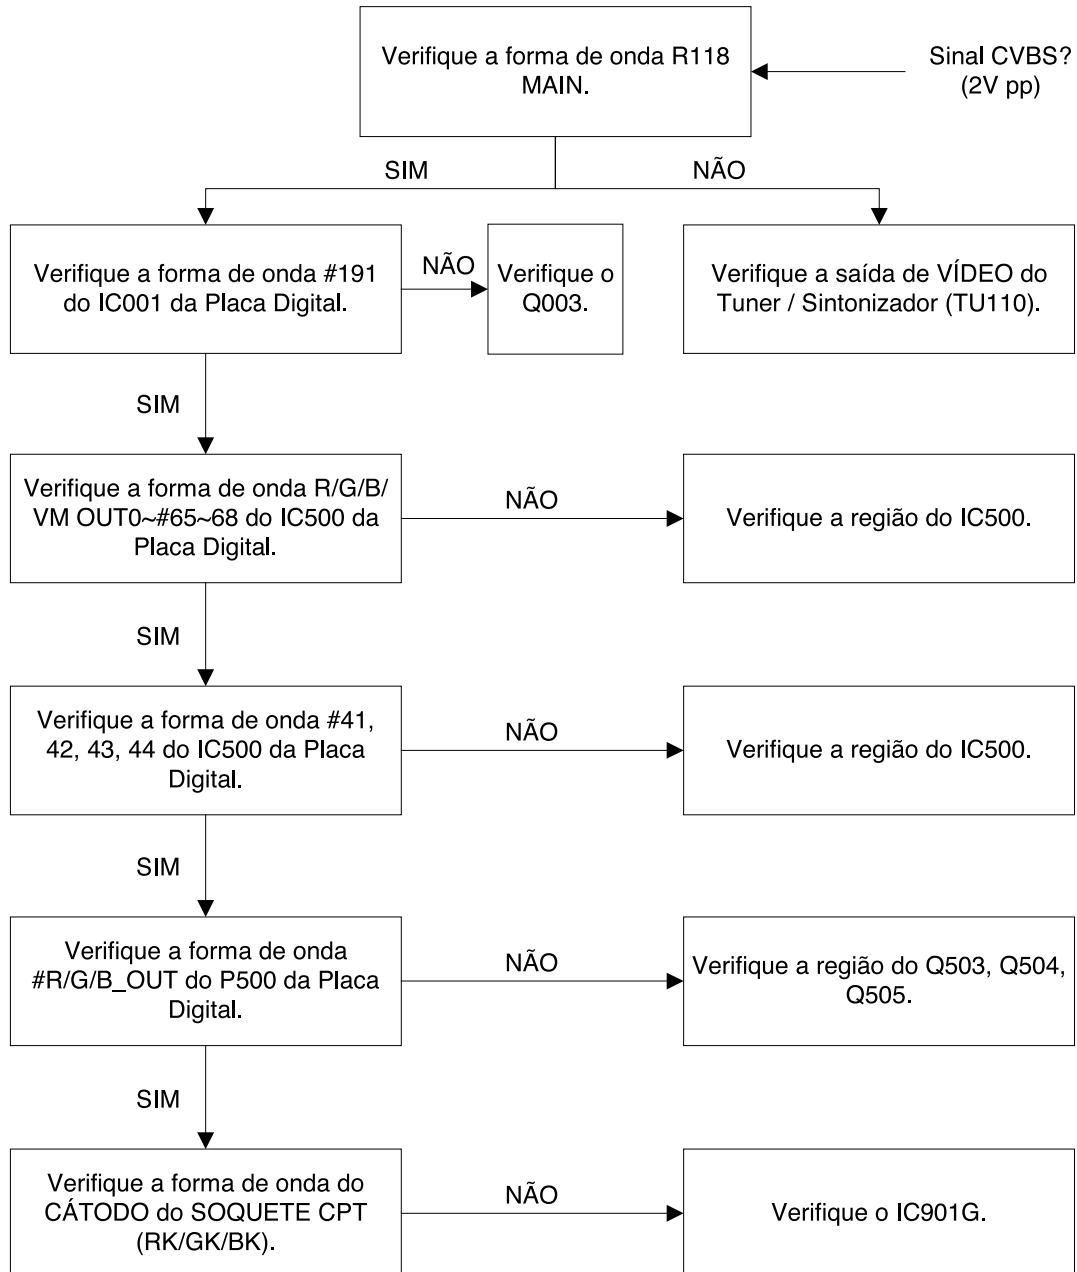 Verifique a forma de onda R118
MAIN.
Sinal CVBS?
(2V pp)
SIM
NÃO
Verifique a forma de onda #191
do IC001 da Placa Digital.
NÃO
Verifique o
Q003.
Verifique a saída de VÍDEO do
Tuner / Sintonizador (TU110).
SIM
Verifique a forma de onda R/G/B/
VM OUT0~#65~68 do IC500 da
Placa Digital.
NÃO
Verifique a região do IC500.
SIM
Verifique a forma de onda #41,
42, 43, 44 do IC500 da Placa
Digital.
NÃO
Verifique a região do IC500.
SIM
Verifique a forma de onda
#R/G/B_OUT do P500 da Placa
Digital.
NÃO
Verifique a região do Q503, Q504,
Q505.
SIM
Verifique a forma de onda do
CÁTODO do SOQUETE CPT
(RK/GK/BK).
NÃO
Verifique o IC901G.